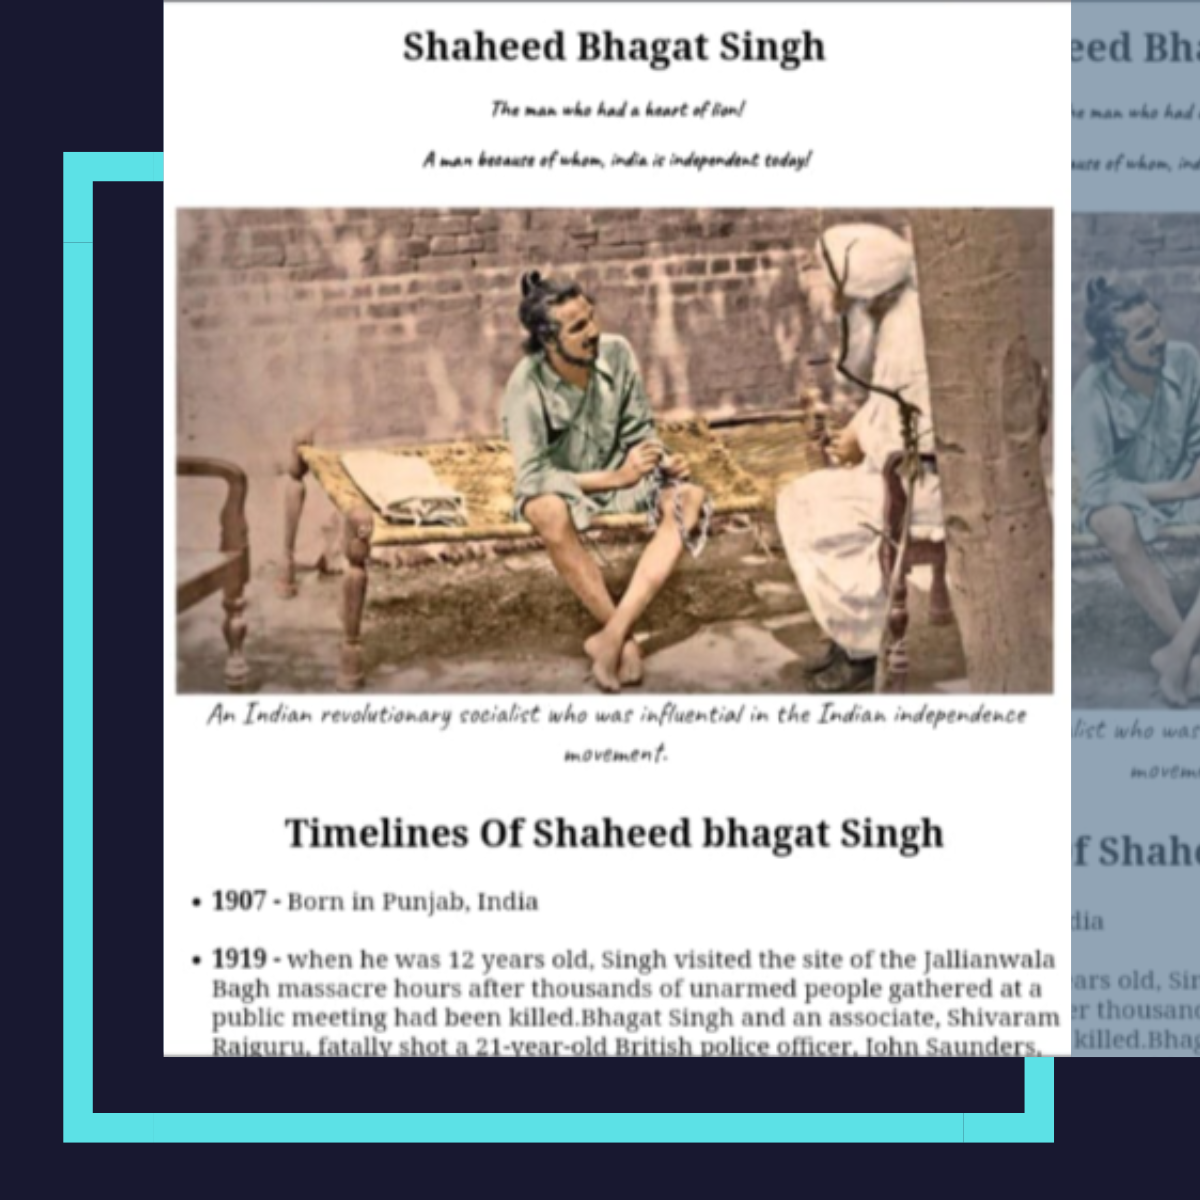 Shaheed Bhagat Singh
The man who had a heart of lion!
A man because of whom, india is independent today!
An Indian revolutionary socialist who was influential in the Indian independence
movement.
Timelines Of Shaheed bhagat Singh
• 1907 - Born in Punjab, India
• 1919 - when he was 12 years old, Singh visited the site of the Jallianwala
Bagh massacre hours after thousands of unarmed people gathered at a
public meeting had been killed.Bhagat Singh and an associate, Shivaram
Rajguru, fatally shot a 21-year-old British police officer, John Saunders,
eed Bha
he man who had
ause of whom, ind
list who was
movem
f Shahe
dia
ars old, Sin
er thousand
killed.Bhag